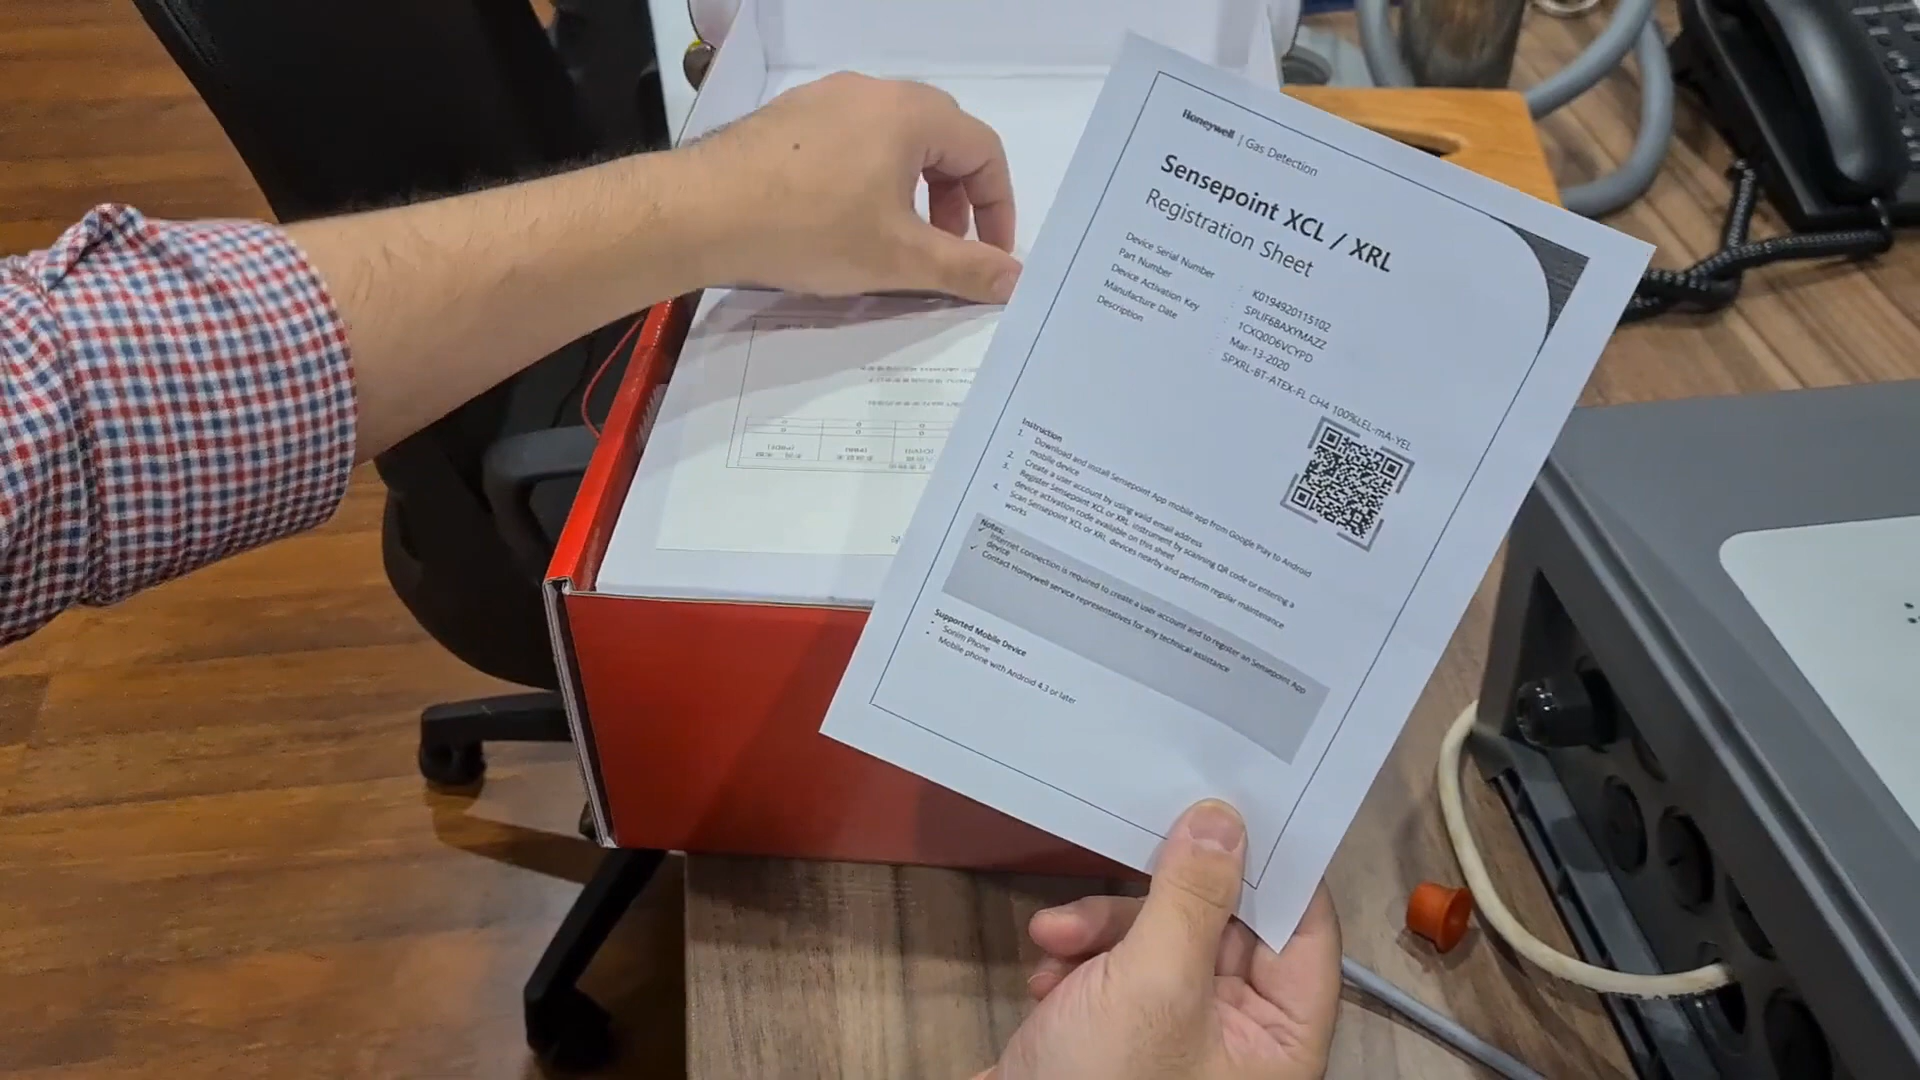 Honeywell | Gas Detection
Sensepoint XCL / XRL
Registration Sheet
Device Serial Number : K0194920115102
Part Number : SPLIF6BAXYMAZZ
Device Activation Key : 1CXQ0D6VCYPD
Manufacture Date : Mar-13-2020
Description : SPXRL-BT-ATEX-FL CH4 100%LEL-mA-YEL
Instruction
1. Download and install Sensepoint App mobile app from Google Play to Android
mobile device
2. Create a user account by using valid email address
3. Register Sensepoint XCL or XRL instrument by scanning QR code or entering a
device activation code available on this sheet
4. Scan Sensepoint XCL or XRL devices nearby and perform regular maintenance
works
Notes:
✓ Internet connection is required to create a user account and to register an Sensepoint App
device
✓ Contact Honeywell service representatives for any technical assistance
Supported Mobile Device
• Sonim Phone
• Mobile phone with Android 4.3 or later